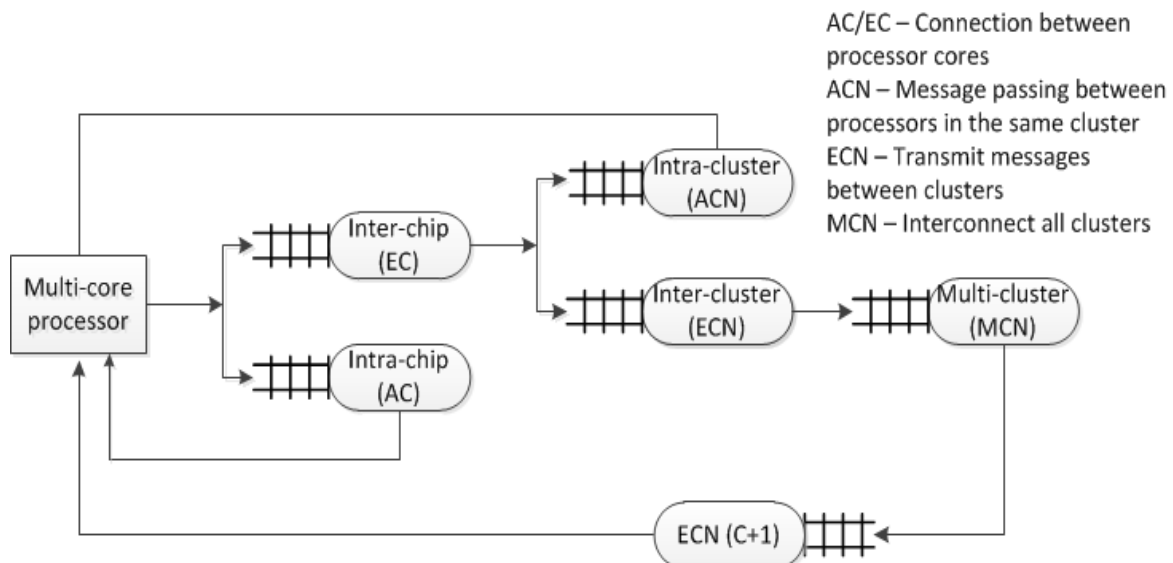 AC/EC – Connection between
processor cores
ACN – Message passing between
processors in the same cluster
ECN – Transmit messages
between clusters
MCN – Interconnect all clusters
Intra-cluster
(ACN)
Inter-chip
(EC)
Multi-core
processor
Inter-cluster
(ECN)
Multi-cluster
(MCN)
Intra-chip
(AC)
ECN (C+1)